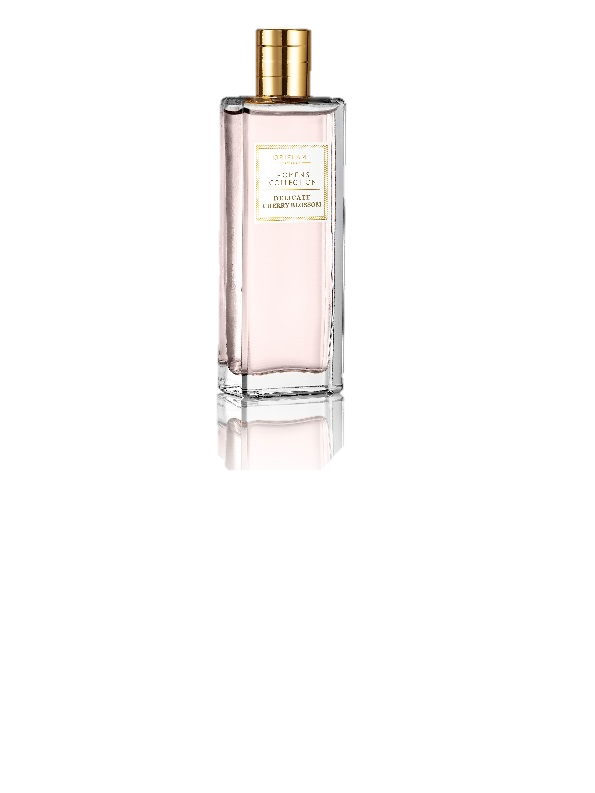 ORIFLAME
WOMEN'S
COLLECTION
DELICATE
CHERRY BLOSSOM